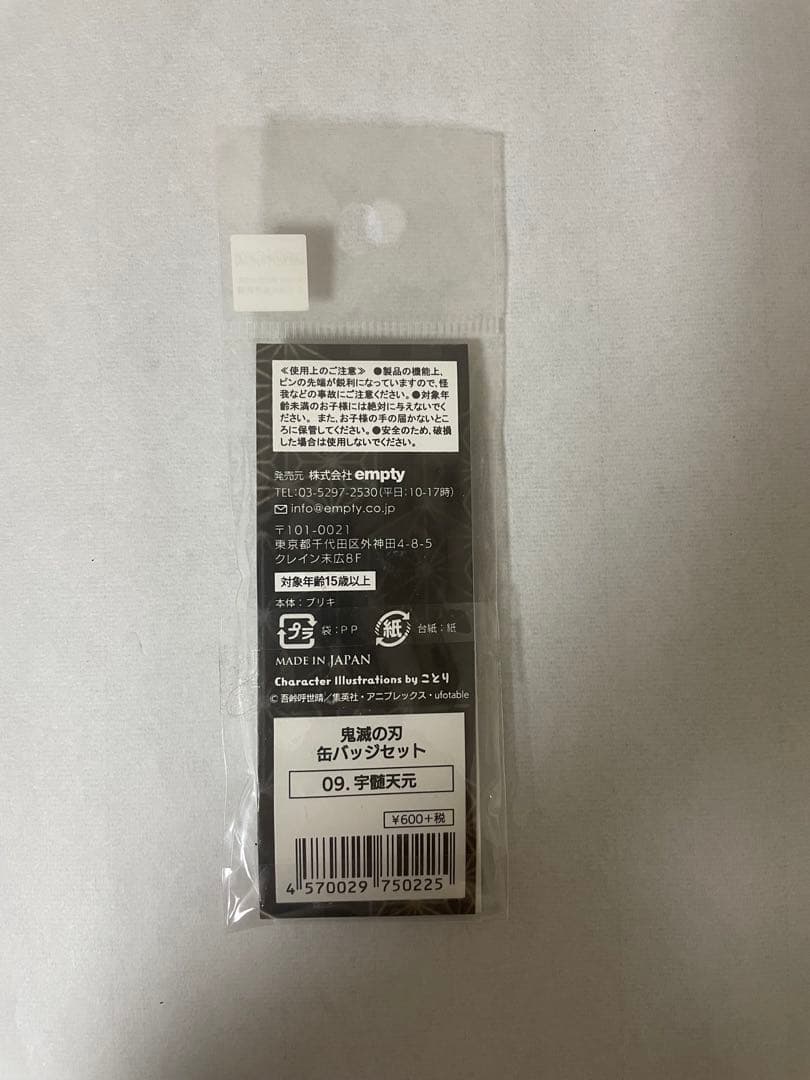 ≪使用上のご注意≫ ●製品の機能上、
ピンの先端が鋭利になっていますので、怪
我などの事故にご注意ください。●対象年
齢未満のお子様には絶対に与えないでく
ださい。また、お子様の手の届かないとこ
ろに保管してください。●安全のため、破損
した場合は使用しないでください。
発売元 株式会社empty
TEL:03-5297-2530(平日:10-17時)
info@empty.co.jp
〒101-0021
東京都千代田区外神田4-8-5
クレイン末広8F
対象年齢15歳以上
本体:ブリキ
プラ 袋:PP 紙 台紙:紙
MADE IN JAPAN
Character Illustrations by ことり
©吾峠呼世晴/集英社・アニプレックス・ufotable
鬼滅の刃
缶バッジセット
09. 宇髄天元
¥600+税
4 570029 750225